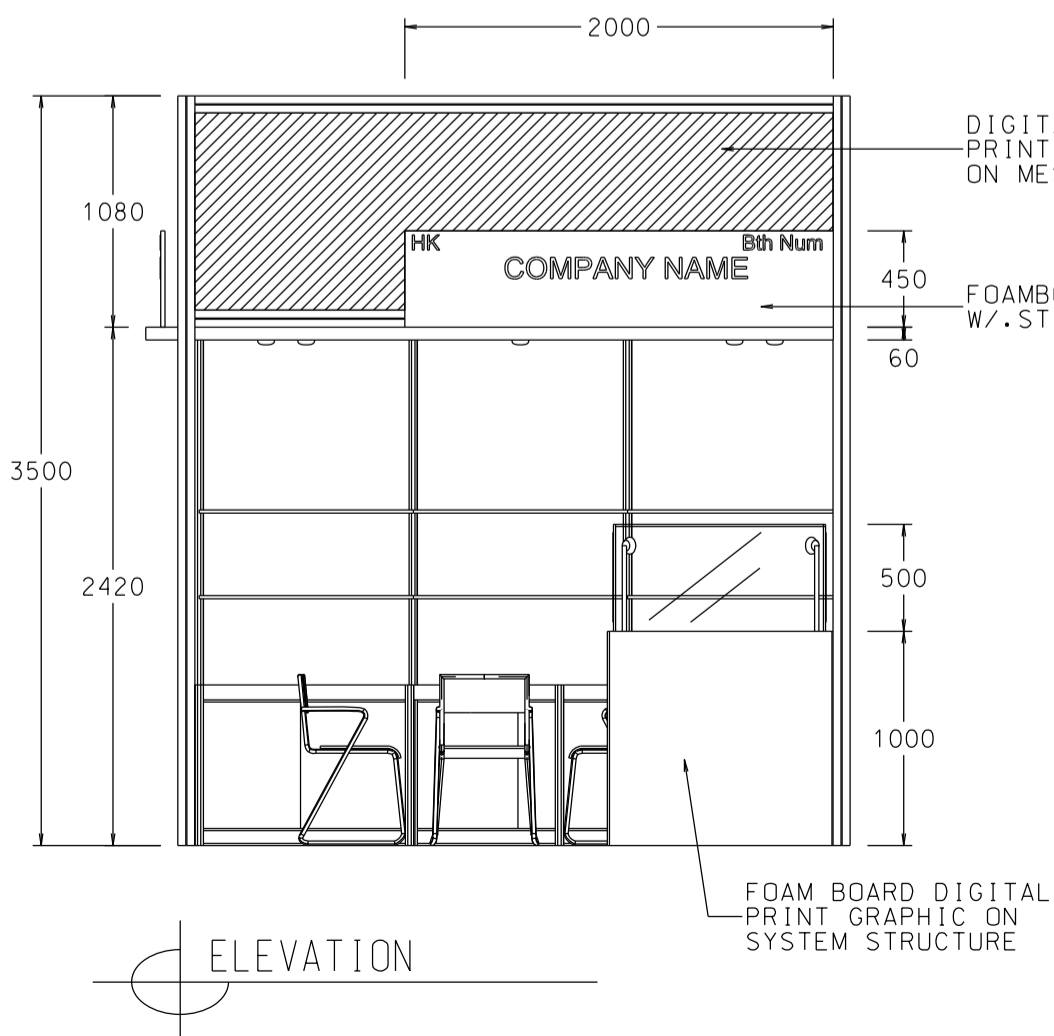 2000
DIGIT
PRINT
ON ME
1080
HK
Bth Num
COMPANY NAME
450
FOAMBO
W/.ST
60
3500
2420
500
1000
FOAM BOARD DIGITAL
PRINT GRAPHIC ON
SYSTEM STRUCTURE
ELEVATION